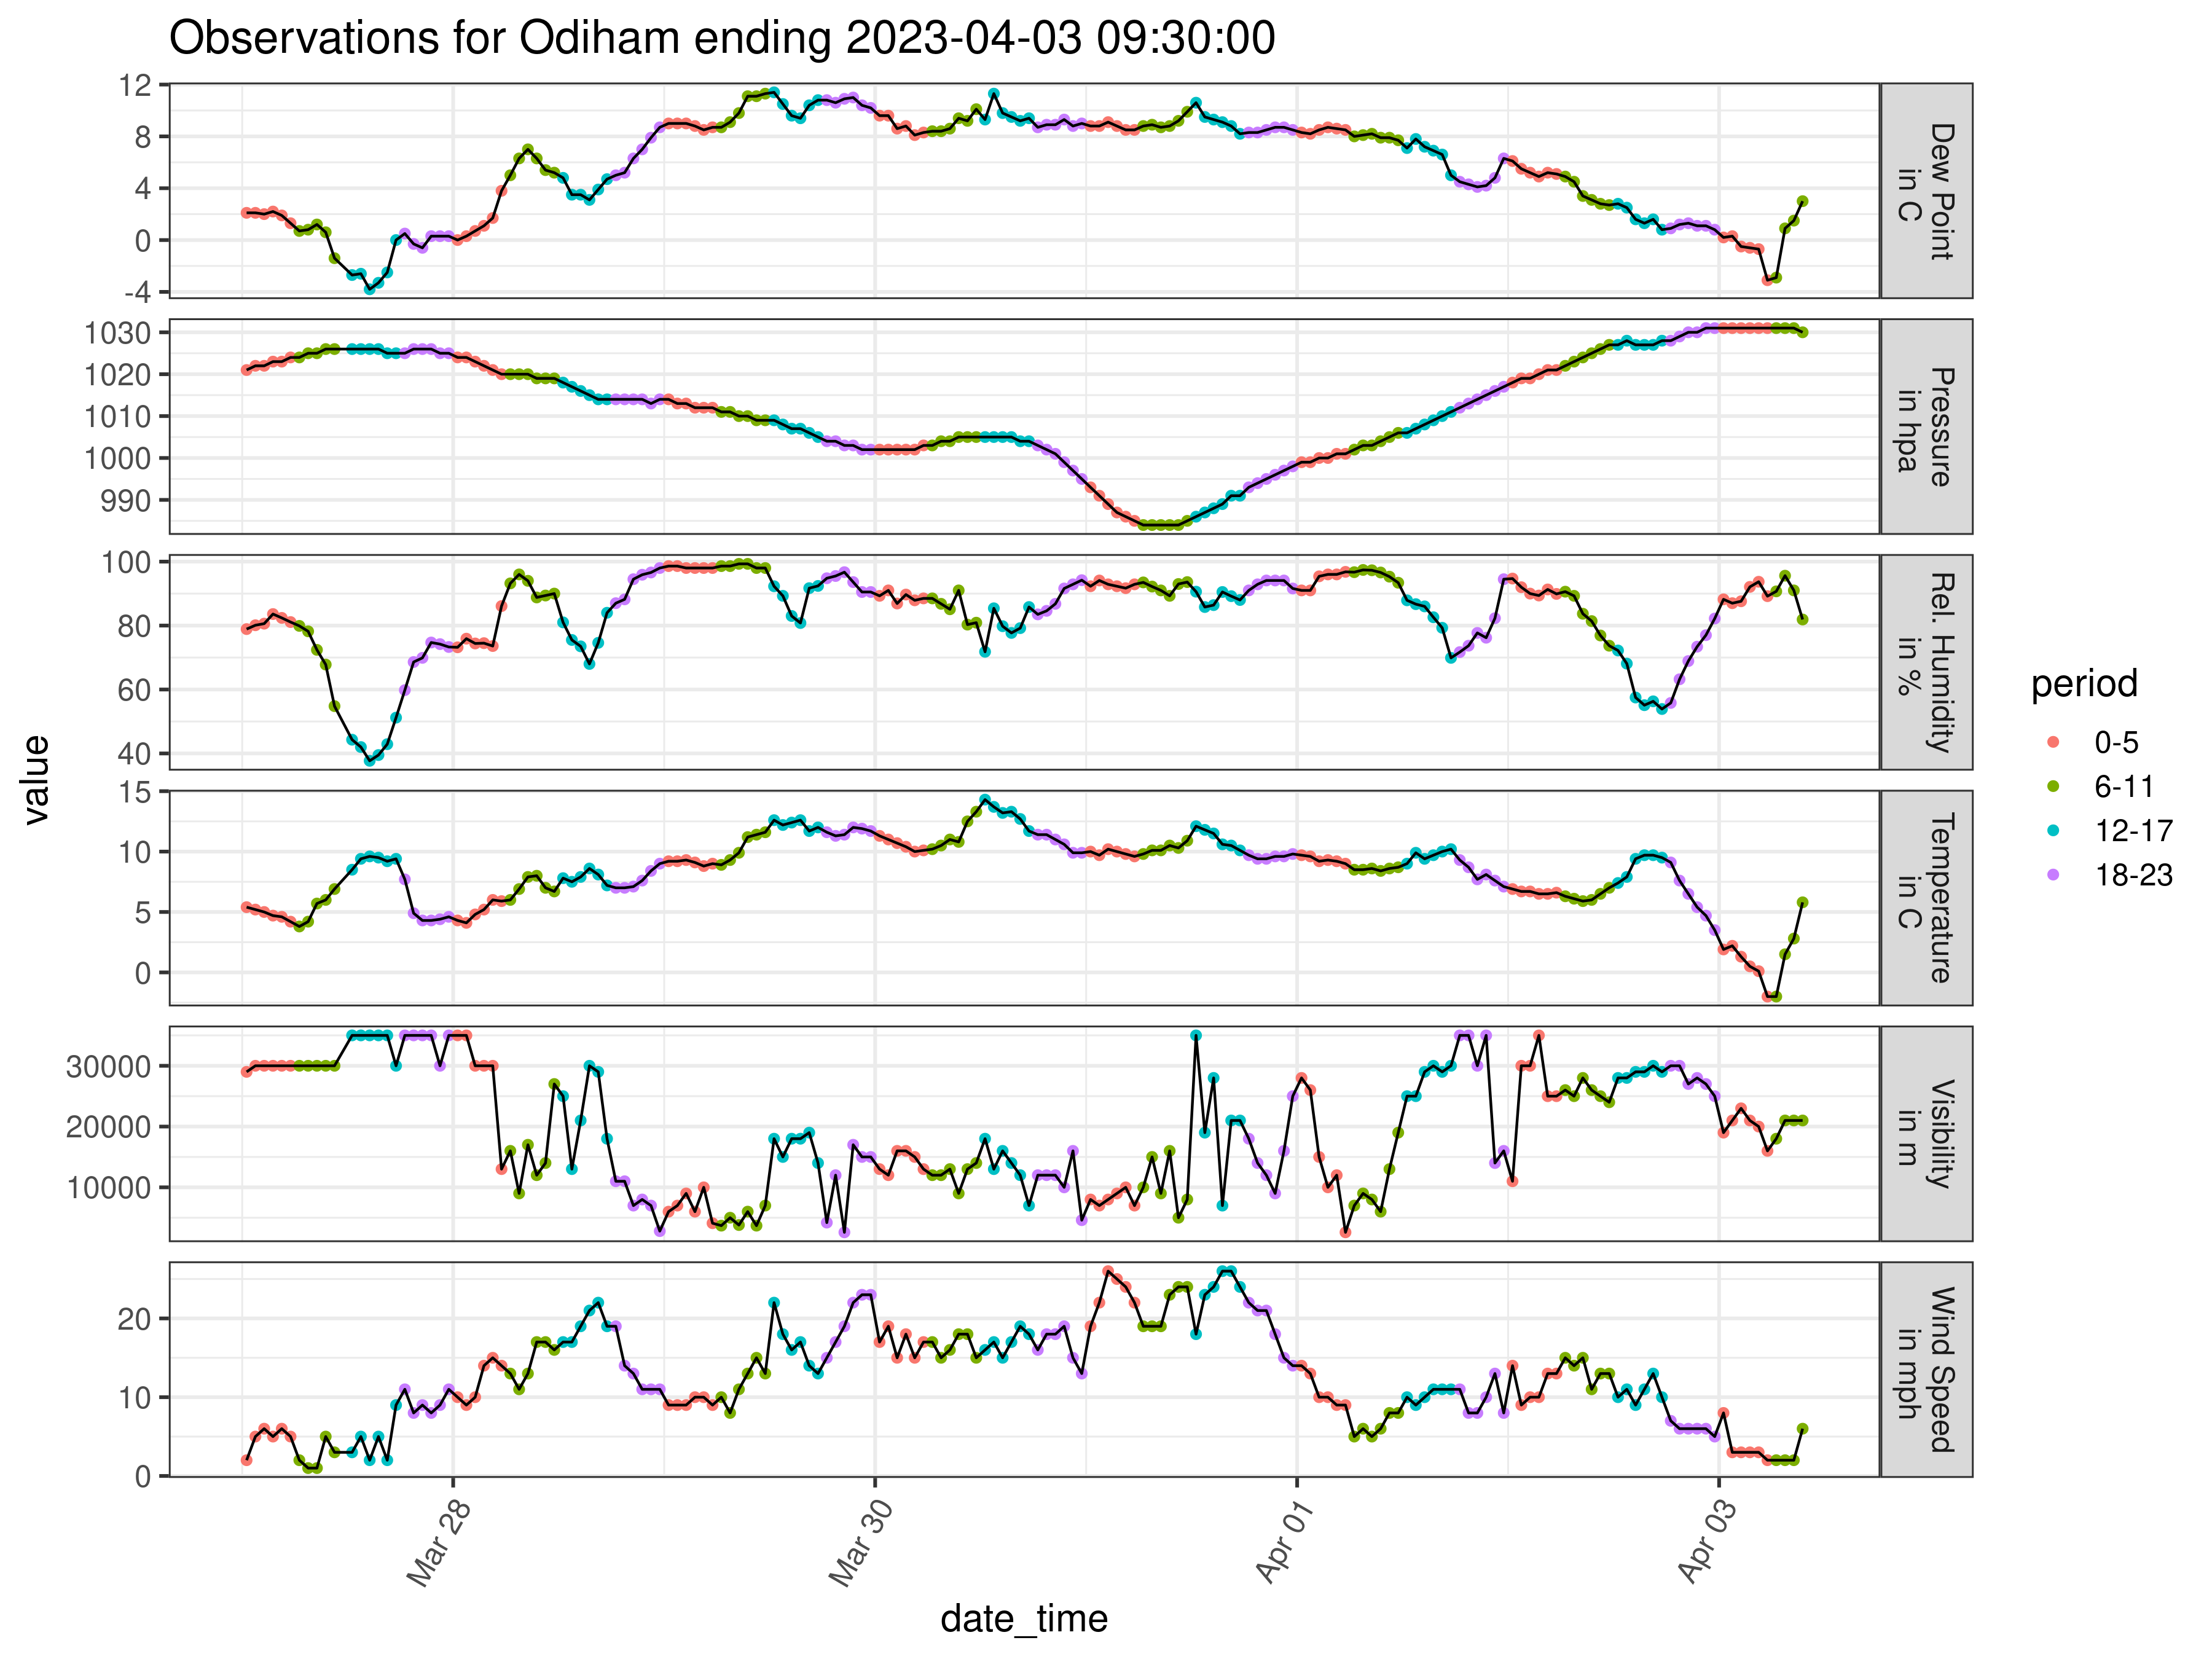 Observations for Odiham ending 2023-04-03 09:30:00
value
12
8
4
0
-4
Dew Point
in C
1030
1020
1010
1000
990
Pressure
in hpa
100
80
60
40
Rel. Humidity
in %
15
10
5
0
Temperature
in C
30000
20000
10000
Visibility
in m
20
10
0
Wind Speed
in mph
Mar 28
Mar 30
Apr 01
Apr 03
date_time
period
0-5
6-11
12-17
18-23